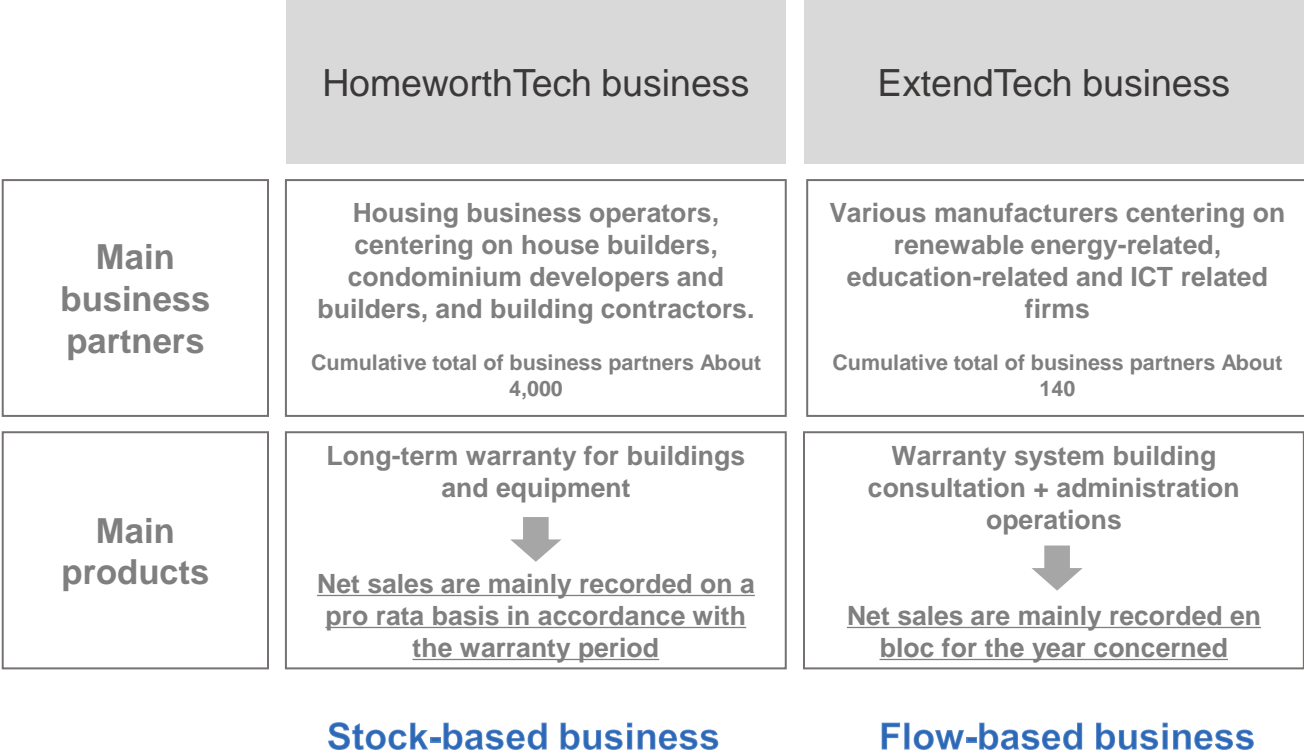 HomeworthTech business
ExtendTech business
Main
business
partners
Housing business operators,
centering on house builders,
condominium developers and
builders, and building contractors.
Cumulative total of business partners About
4,000
Various manufacturers centering on
renewable energy-related,
education-related and ICT related
firms
Cumulative total of business partners About
140
Main
products
Long-term warranty for buildings
and equipment
Net sales are mainly recorded on a
pro rata basis in accordance with
the warranty period
Warranty system building
consultation + administration
operations
Net sales are mainly recorded en
bloc for the year concerned
Stock-based business
Flow-based business